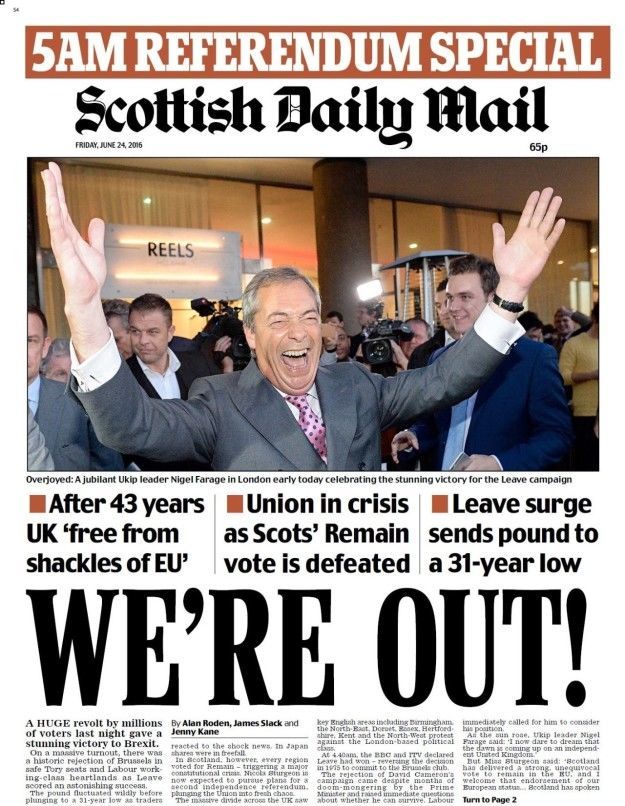 54
5AM REFERENDUM SPECIAL
Scottish Daily Mail
FRIDAY, JUNE 24, 2016
65p
REELS
Overjoyed: A jubilant Ukip leader Nigel Farage in London early today celebrating the stunning victory for the Leave campaign
After 43 years
UK ‘free from
shackles of EU’
Union in crisis
as Scots’ Remain
vote is defeated
Leave surge
sends pound to
a 31-year low
WE’RE OUT!
A HUGE revolt by millions
of voters last night gave a
stunning victory to Brexit.
On a massive turnout, there was
a historic rejection of Brussels in
safe Tory seats and Labour work-
ing-class heartlands as Leave
scored an astonishing success.
The pound fluctuated wildly before
plunging to a 31-year low as traders
By Alan Roden, James Slack and
Jenny Kane
reacted to the shock news. In Japan
shares were in freefall.
In Scotland, however, every region
voted for Remain – triggering a major
constitutional crisis. Nicola Sturgeon is
now expected to pursue plans for a
second independence referendum,
plunging the Union into fresh chaos.
The massive divide across the UK saw
key English areas including Birmingham,
the North-East, Dorset, Essex, Hertford-
shire, Kent and the North-West protest
against the London-based political
class.
At 4.40am, the BBC and ITV declared
Leave had won – reversing the decision
in 1975 to commit to the Brussels club.
The rejection of David Cameron’s
campaign came despite months of
doom-mongering by the Prime
Minister and raised immediate questions
about whether he can survive. Labour
immediately called for him to consider
his position.
As the sun rose, Ukip leader Nigel
Farage said: ‘I now dare to dream that
the dawn is coming up on an independ-
ent United Kingdom.’
But Miss Sturgeon said: ‘Scotland
has delivered a strong, unequivocal
vote to remain in the EU, and I
welcome that endorsement of our
European status... Scotland has spoken
Turn to Page 2